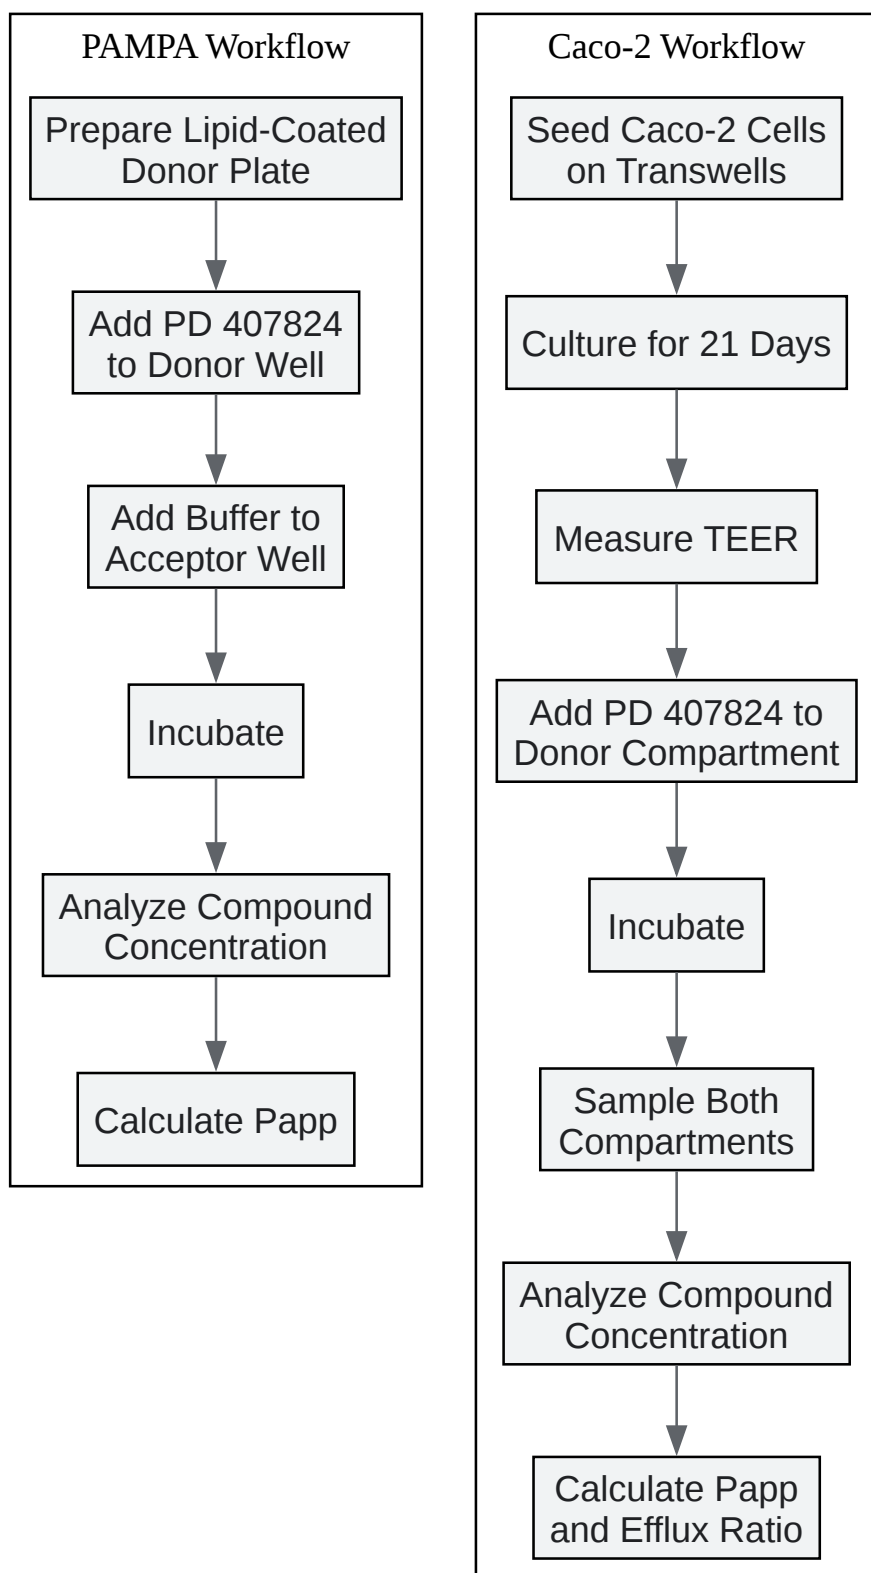 PAMPA Workflow
Prepare Lipid-Coated
Donor Plate
Add PD 407824
to Donor Well
Add Buffer to
Acceptor Well
Incubate
Analyze Compound
Concentration
Calculate Papp
Caco-2 Workflow
Seed Caco-2 Cells
on Transwells
Culture for 21 Days
Measure TEER
Add PD 407824 to
Donor Compartment
Incubate
Sample Both
Compartments
Analyze Compound
Concentration
Calculate Papp
and Efflux Ratio